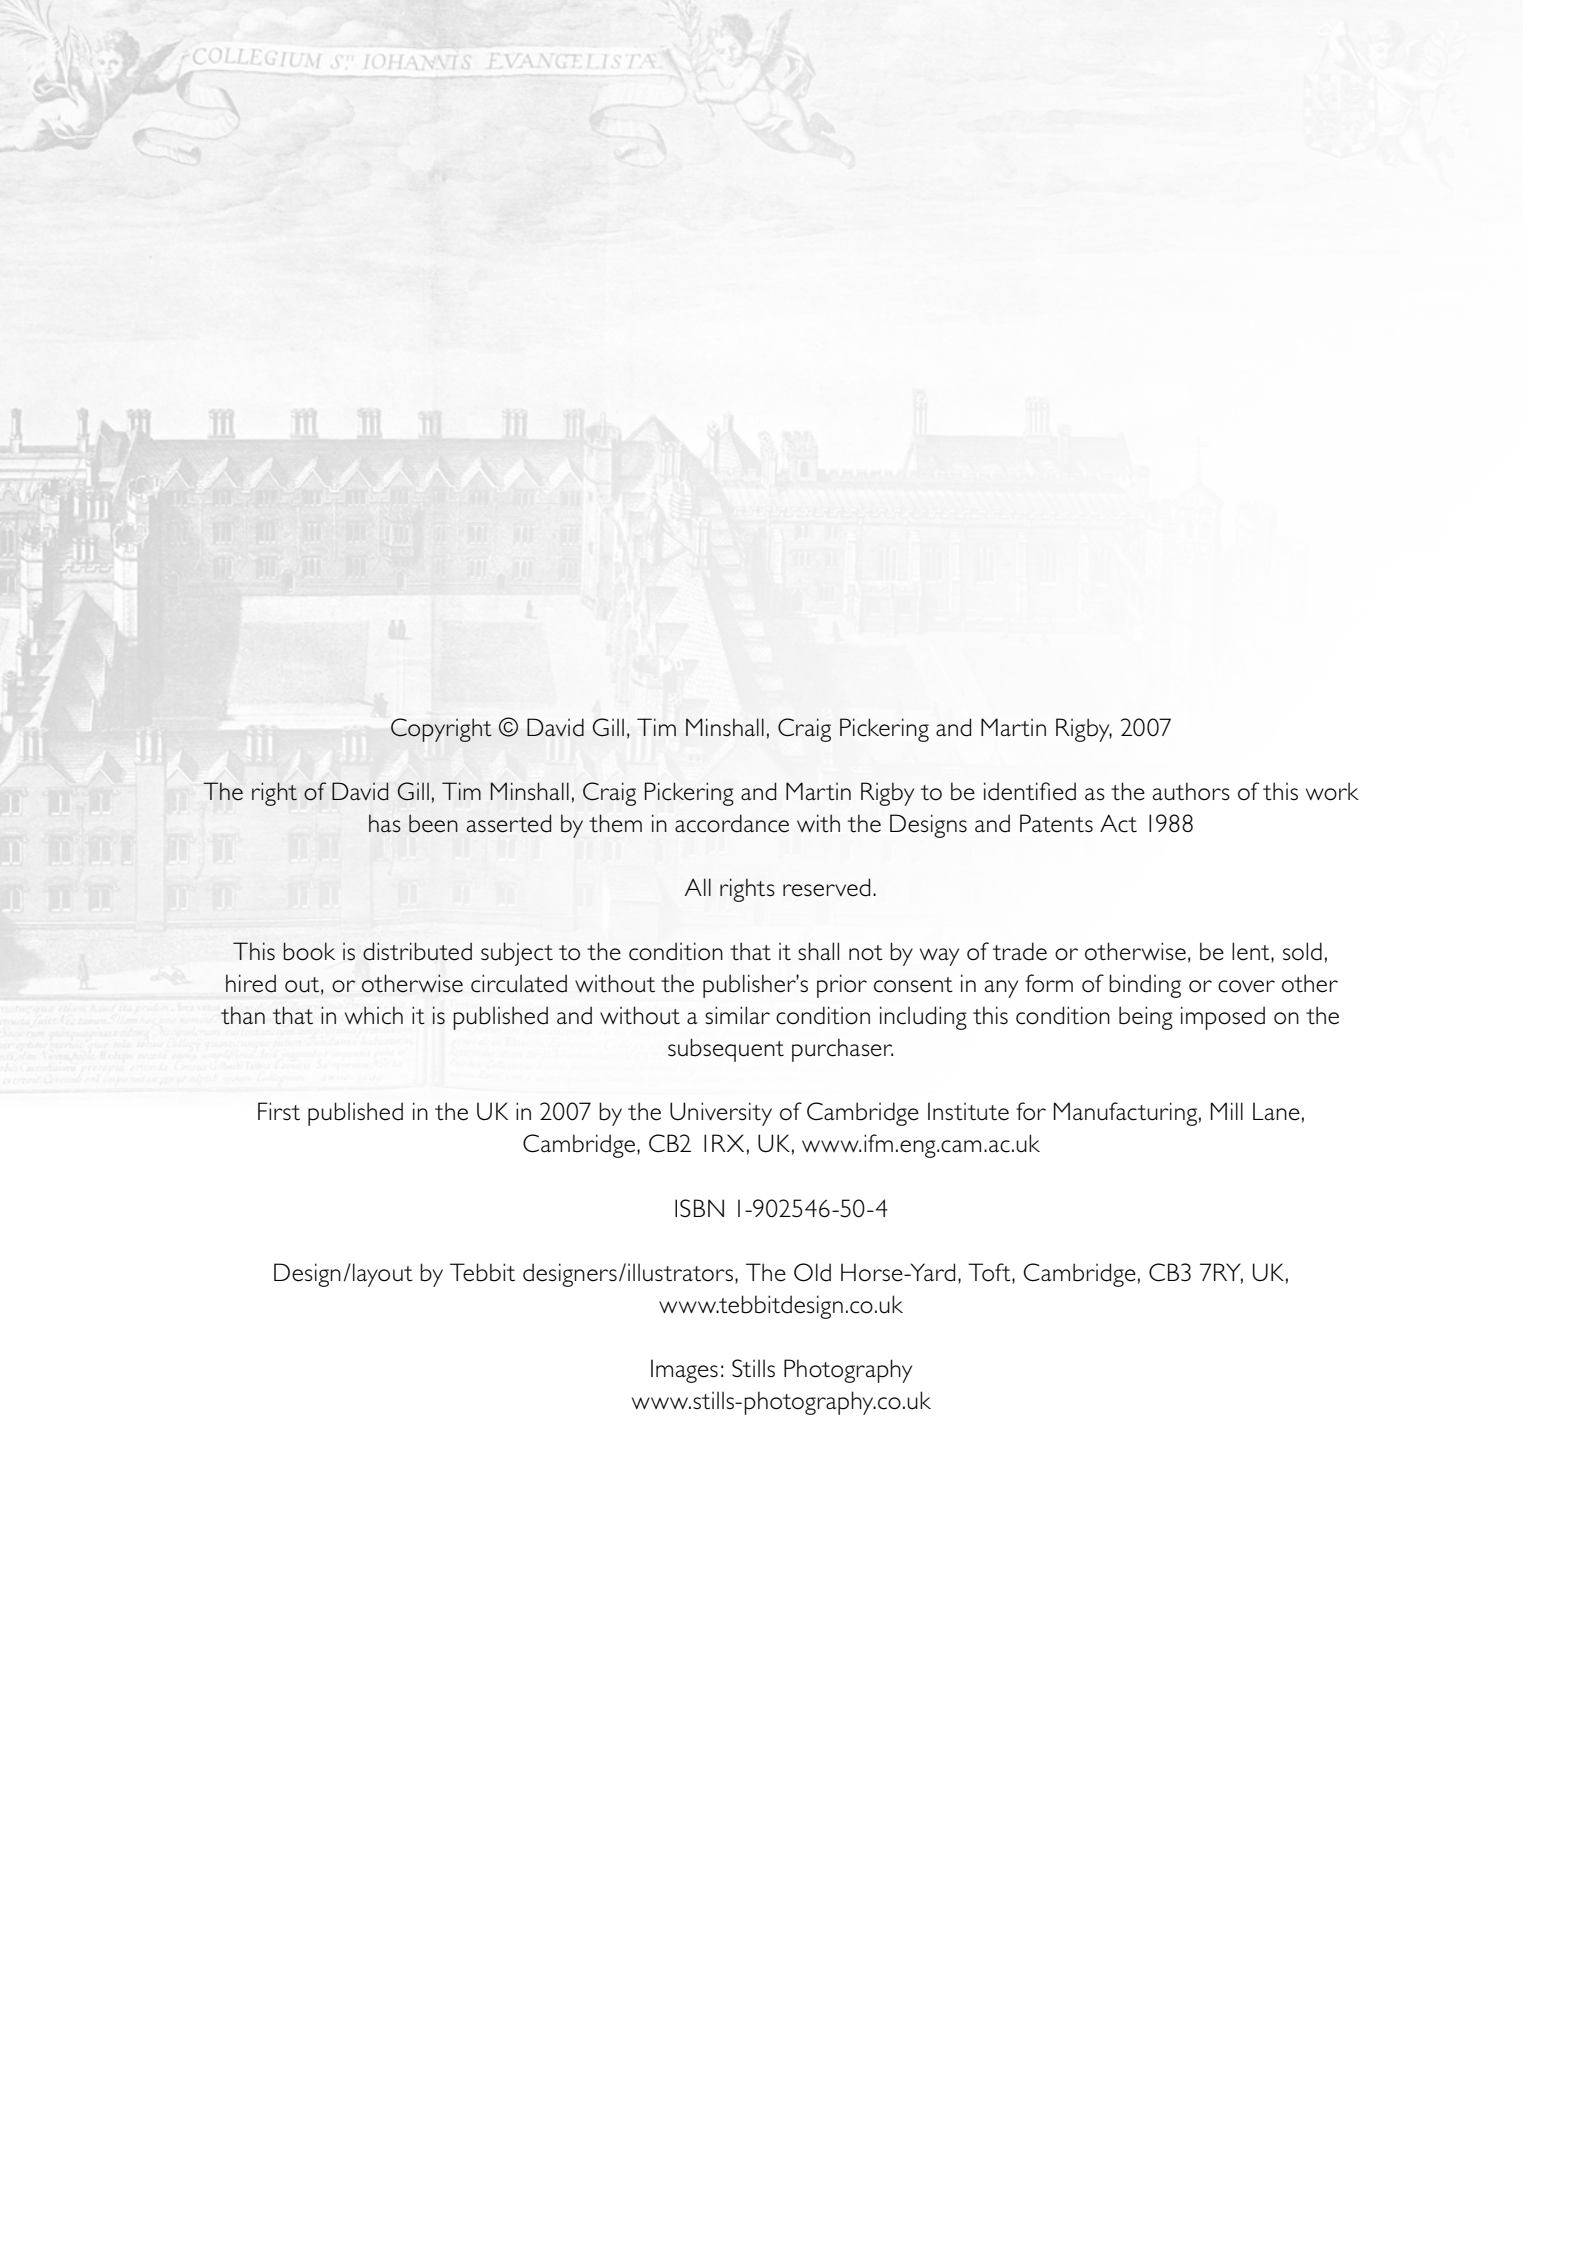 COLLEGIUM Sti IOHANNIS EVANGELISTÆ
Copyright © David Gill, Tim Minshall, Craig Pickering and Martin Rigby, 2007
The right of David Gill, Tim Minshall, Craig Pickering and Martin Rigby to be identified as the authors of this work
has been asserted by them in accordance with the Designs and Patents Act 1988
All rights reserved.
This book is distributed subject to the condition that it shall not by way of trade or otherwise, be lent, sold,
hired out, or otherwise circulated without the publisher’s prior consent in any form of binding or cover other
than that in which it is published and without a similar condition including this condition being imposed on the
subsequent purchaser.
First published in the UK in 2007 by the University of Cambridge Institute for Manufacturing, Mill Lane,
Cambridge, CB2 1RX, UK, www.ifm.eng.cam.ac.uk
ISBN 1-902546-50-4
Design/layout by Tebbit designers/illustrators, The Old Horse-Yard, Toft, Cambridge, CB3 7RY, UK,
www.tebbitdesign.co.uk
Images: Stills Photography
www.stills-photography.co.uk